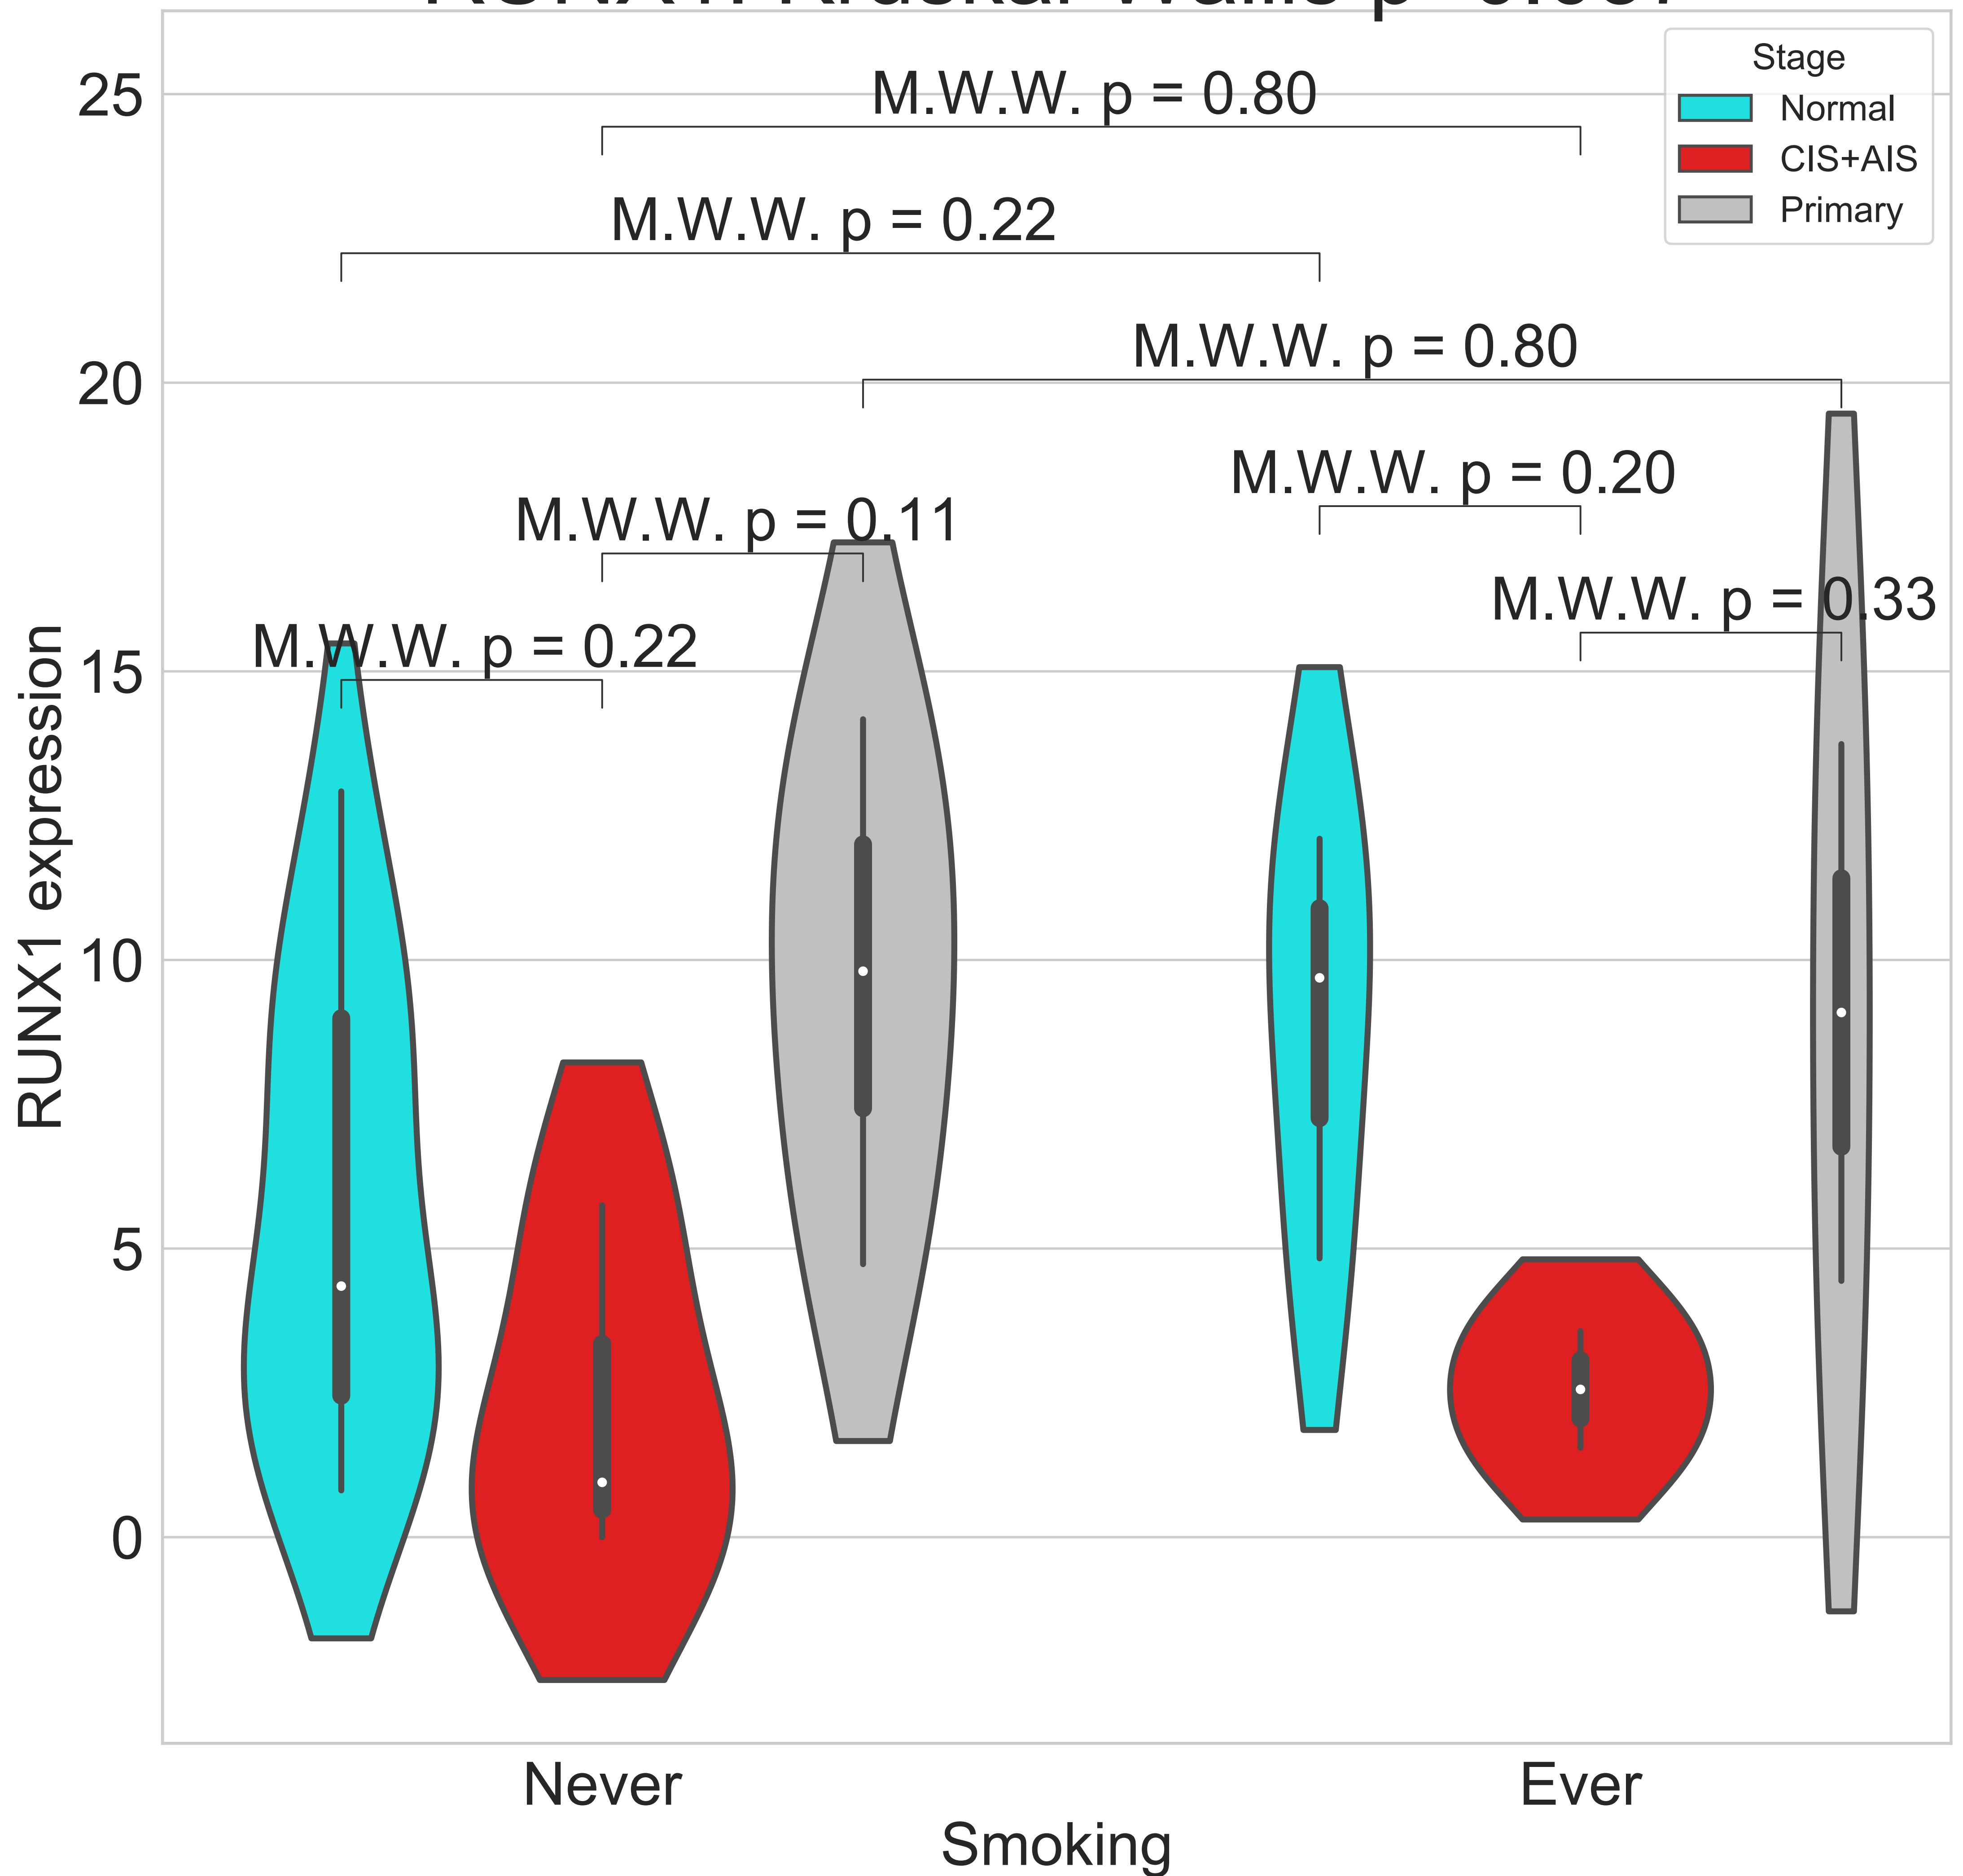 Stage
Normal
CIS+AIS
Primary
M.W.W. p = 0.80
M.W.W. p = 0.22
M.W.W. p = 0.80
M.W.W. p = 0.20
M.W.W. p = 0.11
M.W.W. p = 0.33
M.W.W. p = 0.22
RUNX1 expression
25
20
15
10
5
0
Never
Ever
Smoking